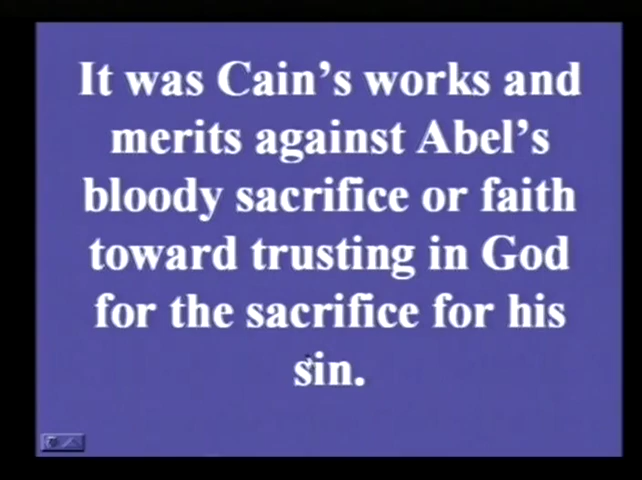 It was Cain’s works and
merits against Abel’s
bloody sacrifice or faith
toward trusting in God
for the sacrifice for his
sin.